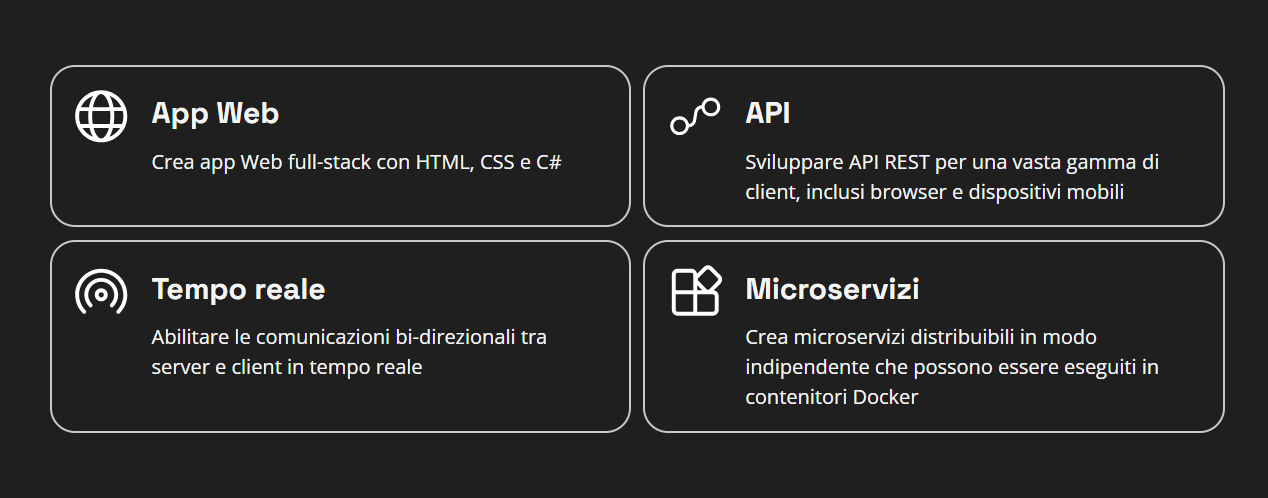 App Web
Crea app Web full-stack con HTML, CSS e C#
API
Sviluppare API REST per una vasta gamma di
client, inclusi browser e dispositivi mobili
Tempo reale
Abilitare le comunicazioni bi-direzionali tra
server e client in tempo reale
Microservizi
Crea microservizi distribuibili in modo
indipendente che possono essere eseguiti in
contenitori Docker